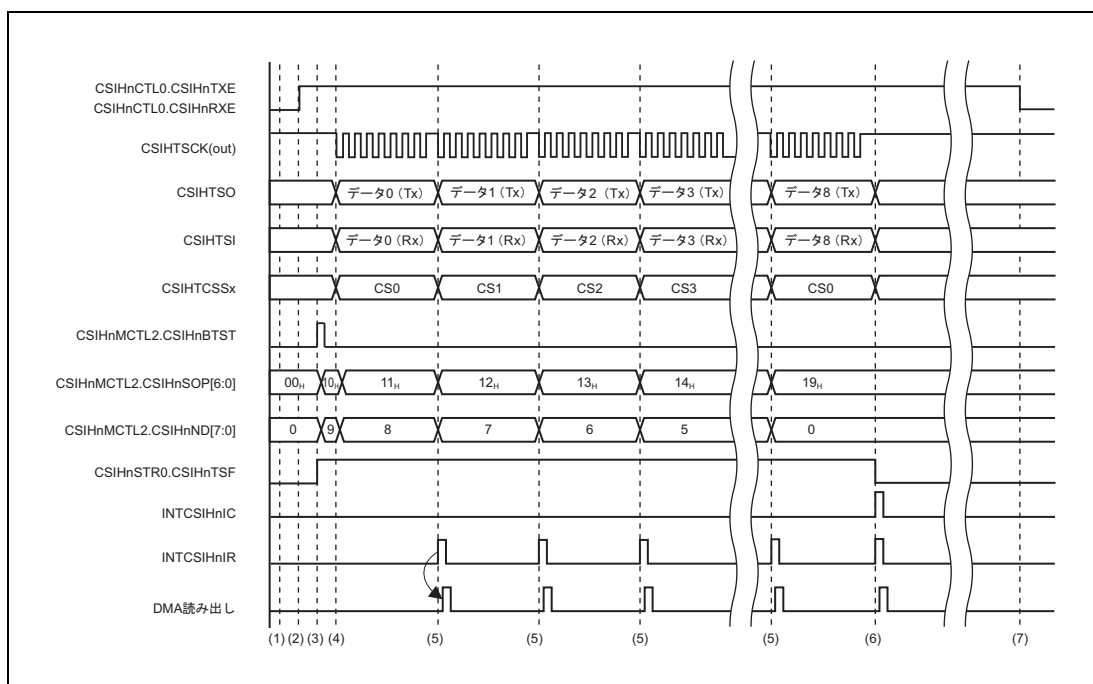 CSIHnCTL0.CSIHnTXE
CSIHnCTL0.CSIHnRXE
CSIHTSCK(out)
CSIHTSO データ0（Tx） データ1（Tx） データ2（Tx） データ3（Tx） データ8（Tx）
CSIHTSI データ0（Rx） データ1（Rx） データ2（Rx） データ3（Rx） データ8（Rx）
CSIHTCSSx CS0 CS1 CS2 CS3 CS0
CSIHnMCTL2.CSIHnBTST
CSIHnMCTL2.CSIHnSOP[6:0] 00H 10H 11H 12H 13H 14H 19H
CSIHnMCTL2.CSIHnND[7:0] 0 9 8 7 6 5 0
CSIHnSTR0.CSIHnTSF
INTCSIHnIC
INTCSIHnIR
DMA読み出し
(1) (2) (3) (4) (5) (5) (5) (5) (6) (7)